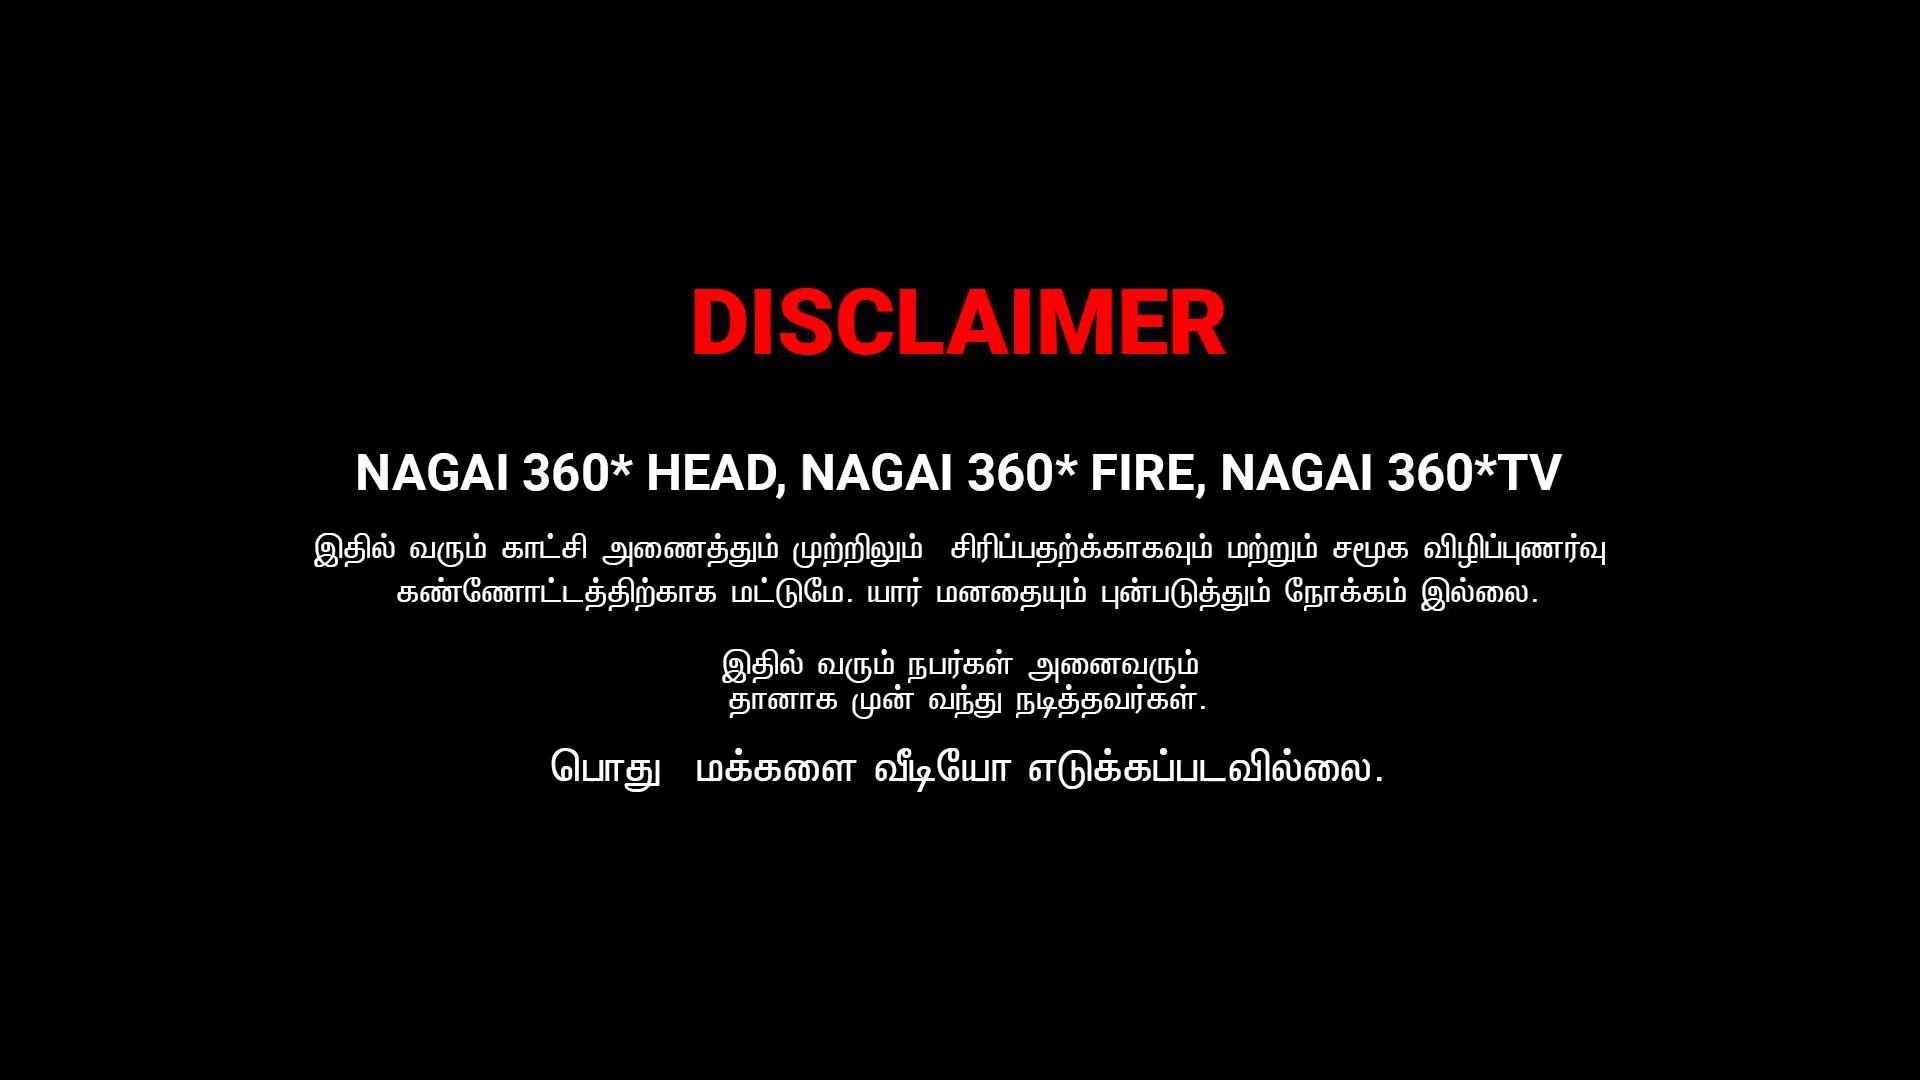 DISCLAIMER
NAGAI 360* HEAD, NAGAI 360* FIRE, NAGAI 360*TV
இதில் வரும் காட்சி அணைத்தும் முற்றிலும் சிரிப்பதற்க்காகவும் மற்றும் சமூக விழிப்புணர்வு
கண்ணோட்டத்திற்காக மட்டுமே. யார் மனதையும் புன்படுத்தும் நோக்கம் இல்லை.
இதில் வரும் நபர்கள் அனைவரும்
தானாக முன் வந்து நடித்தவர்கள்.
பொது மக்களை வீடியோ எடுக்கப்படவில்லை.